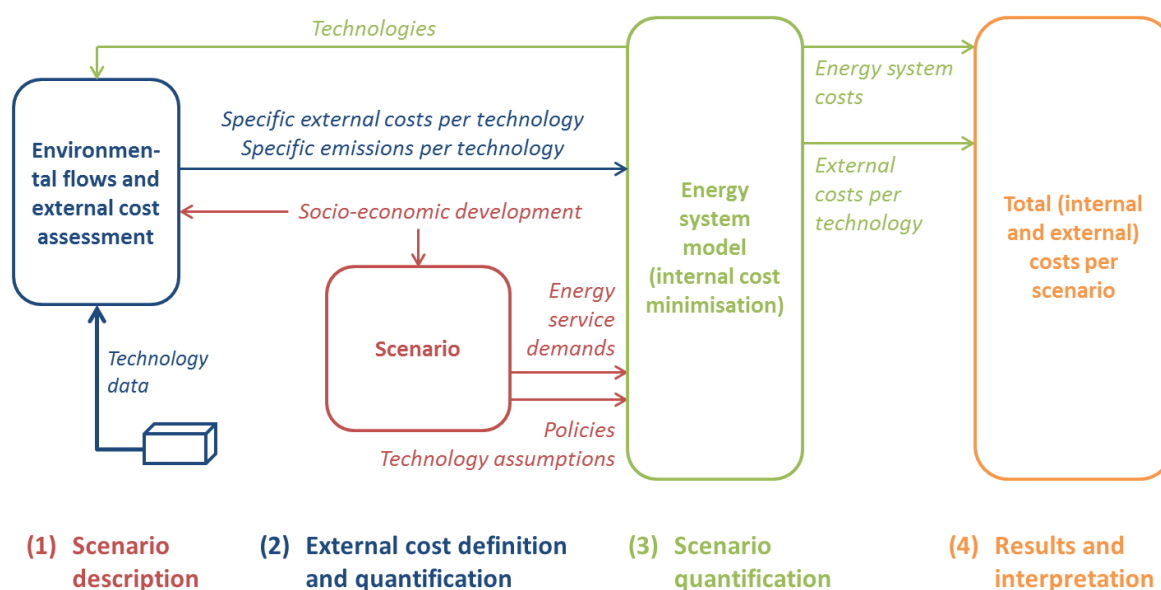 Technologies
Environmen-
tal flows and
external cost
assessment
Specific external costs per technology
Specific emissions per technology
Socio-economic development
Technology
data
Scenario
Energy
service
demands
Policies
Technology assumptions
Energy
system
model
(internal cost
minimisation)
Energy system
costs
External
costs per
technology
Total (internal
and external)
costs per
scenario
(1) Scenario
description
(2) External cost definition
and quantification
(3) Scenario
quantification
(4) Results and
interpretation